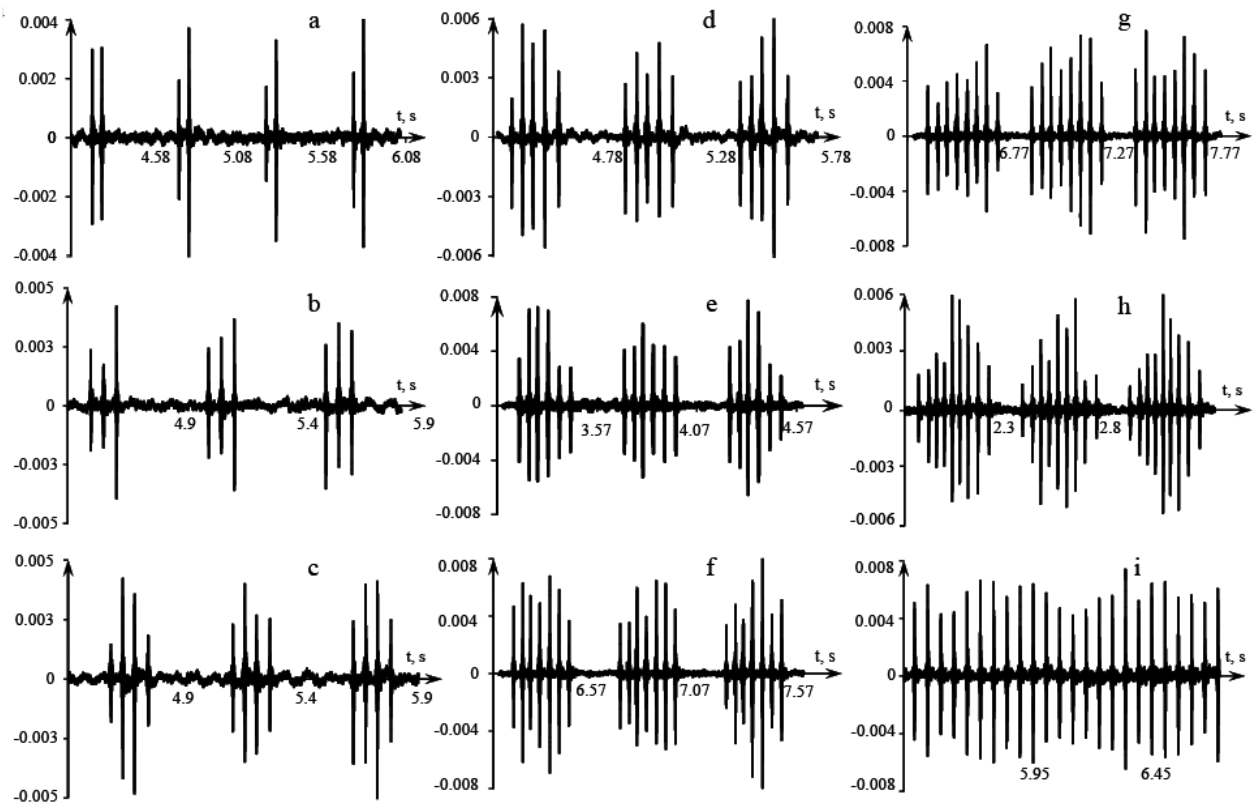 a
0.004
0.002
0
-0.002
-0.004
t, s
4.58 5.08 5.58 6.08
b
0.005
0.003
0
-0.003
-0.005
t, s
4.9 5.4 5.9
c
0.005
0.003
0
-0.003
-0.005
t, s
4.9 5.4 5.9
d
0.006
0.003
0
-0.003
-0.006
t, s
4.78 5.28 5.78
e
0.008
0.004
0
-0.004
-0.008
t, s
3.57 4.07 4.57
f
0.008
0.004
0
-0.004
-0.008
t, s
6.57 7.07 7.57
g
0.008
0.004
0
-0.004
-0.008
t, s
6.77 7.27 7.77
h
0.006
0.003
0
-0.003
-0.006
t, s
2.3 2.8
i
0.008
0.004
0
-0.004
-0.008
t, s
5.95 6.45